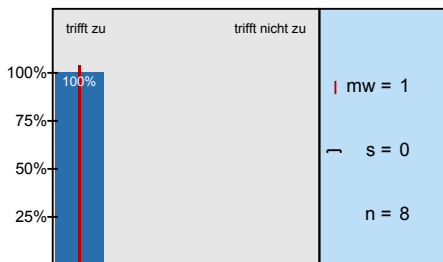 trifft zu trifft nicht zu
100%
100%
mw = 1
75%
s = 0
50%
25%
n = 8